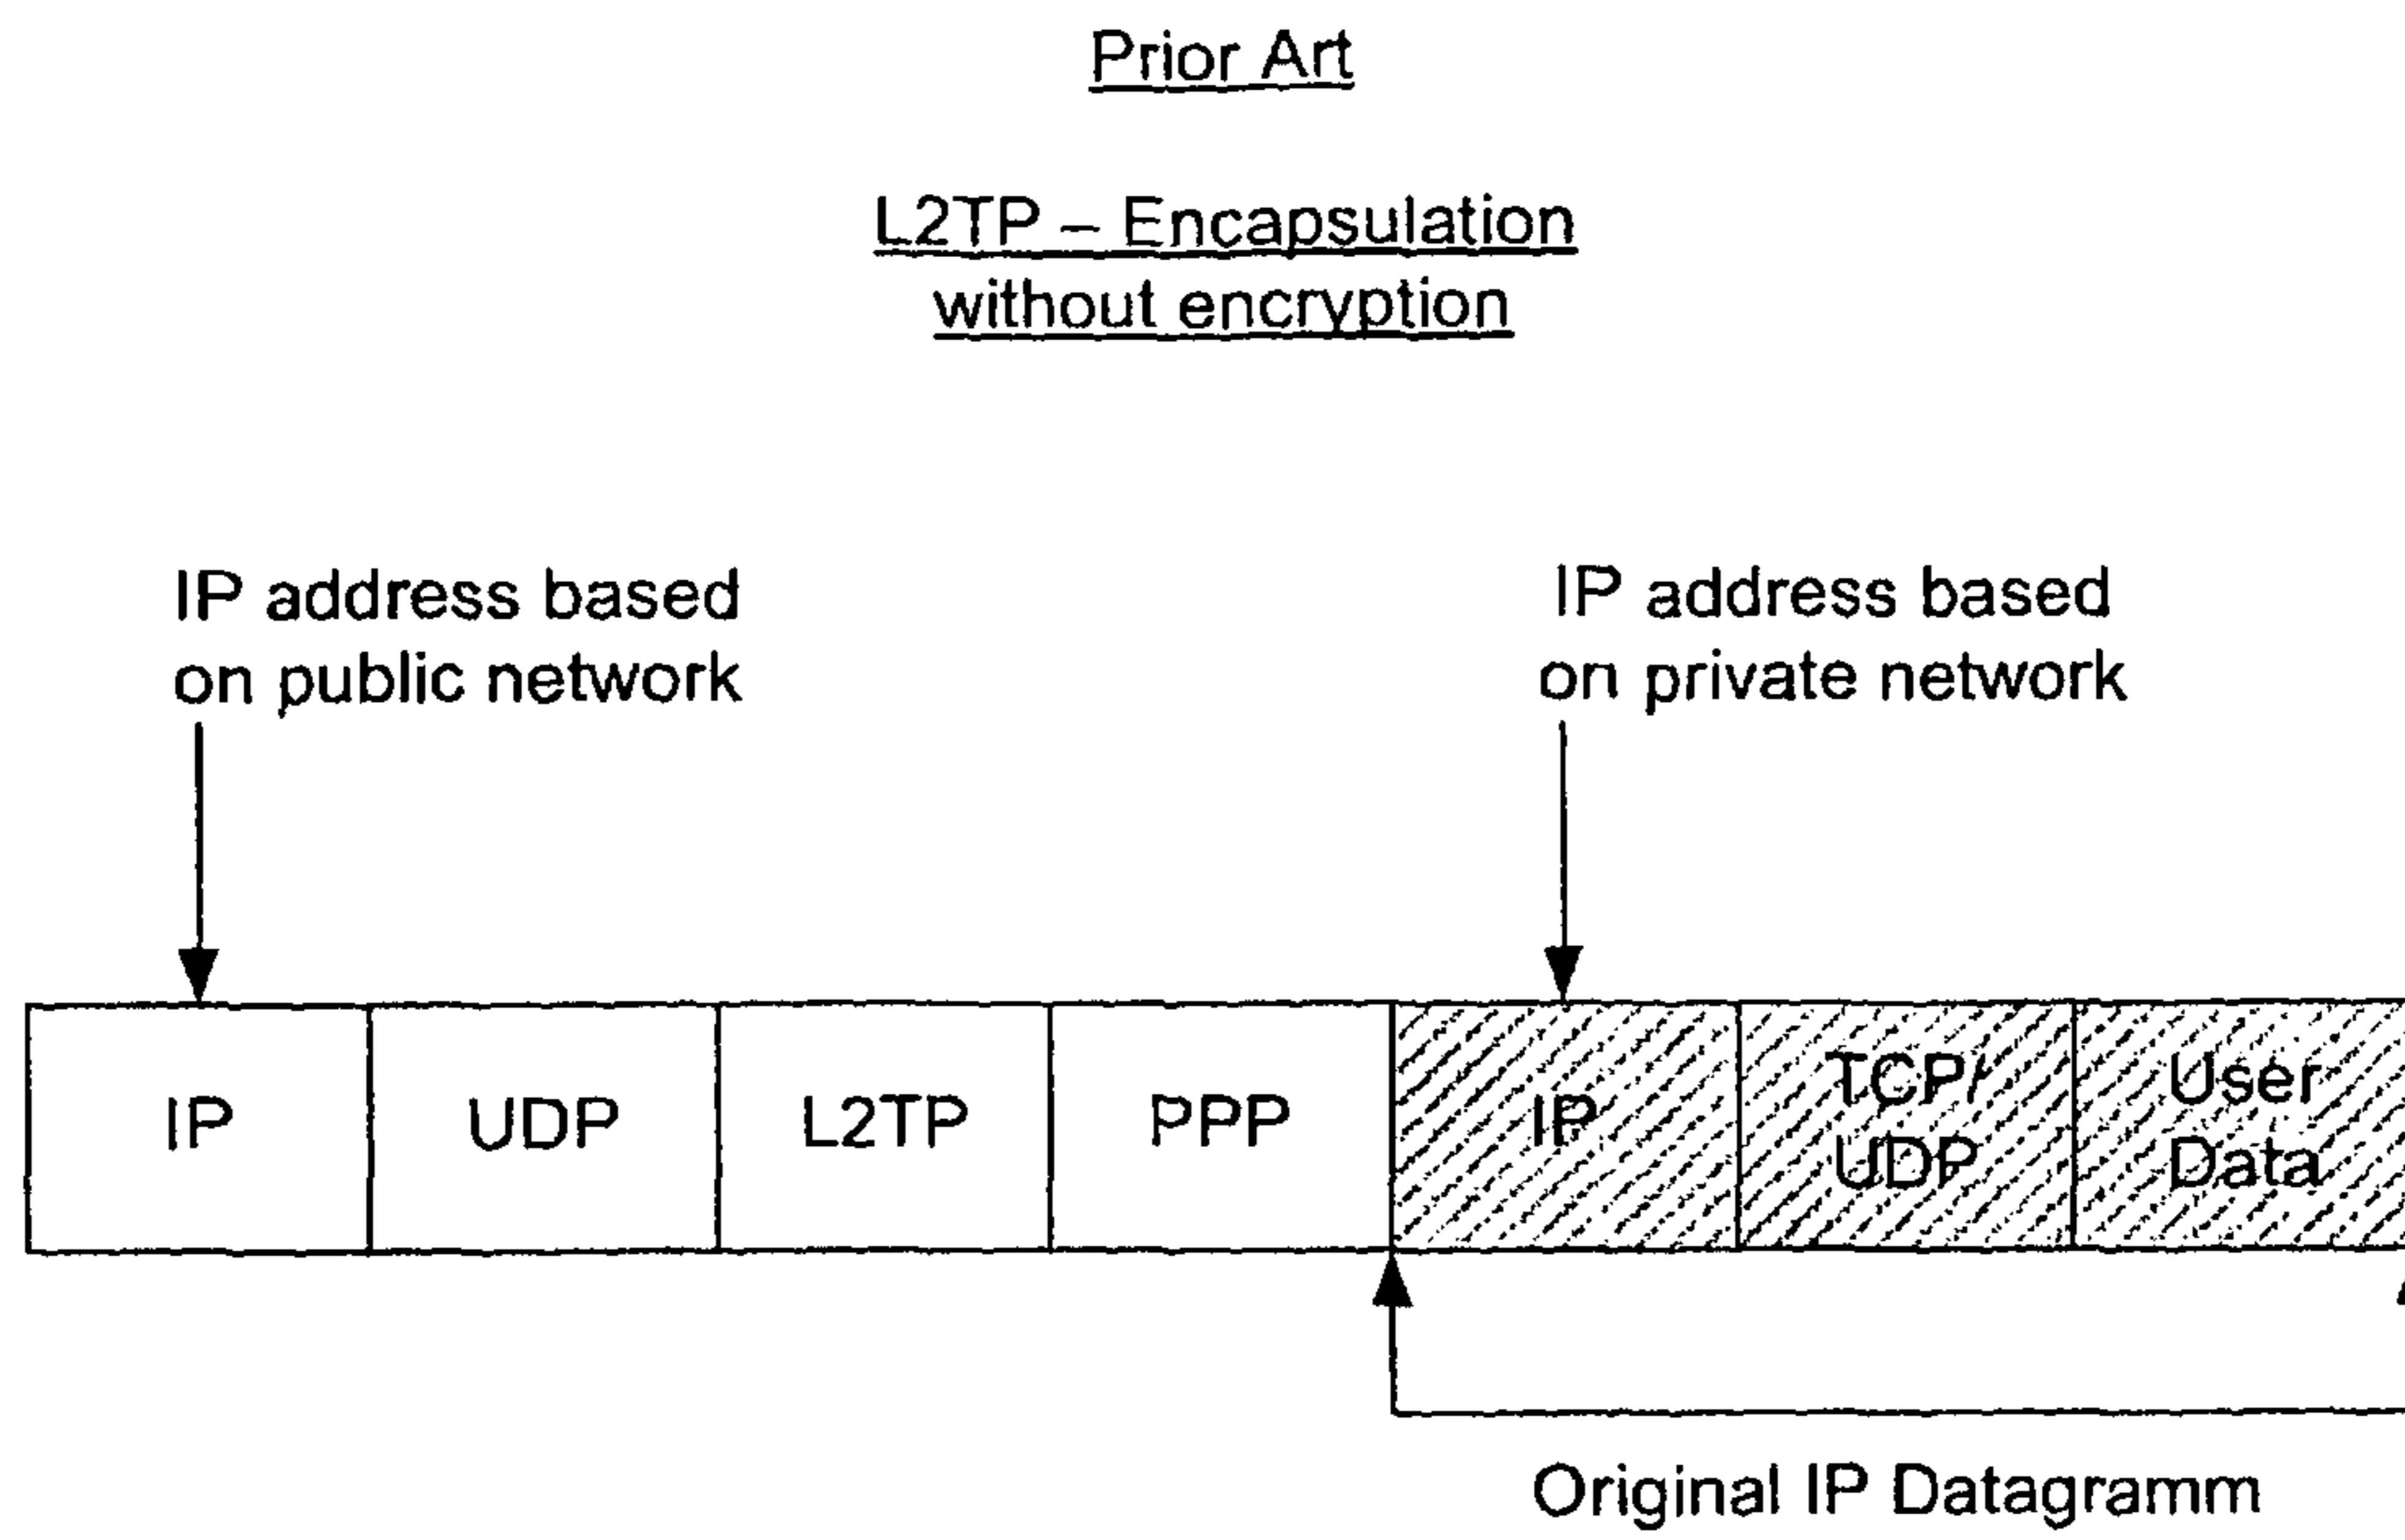 Prior Art
L2TP – Encapsulation
without encryption
IP address based
on public network
IP address based
on private network
IP
UDP
L2TP
PPP
IP
TCP/
UDP
User
Data
Original IP Datagramm